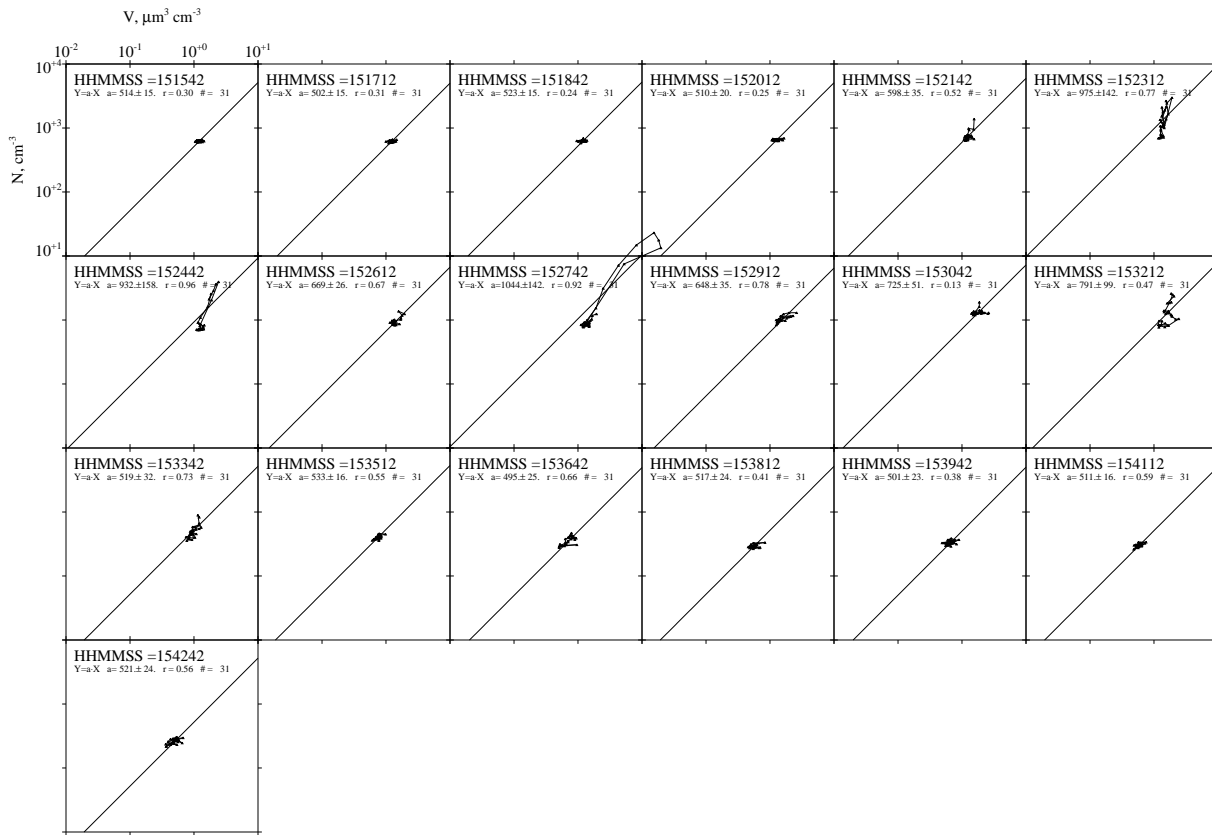 V, μm³ cm⁻³
10⁻² 10⁻¹ 10⁺⁰ 10⁺¹
N, cm⁻³
10⁺⁴
10⁺³
10⁺²
10⁺¹
HHMMSS =151542
Y=a·X a= 514.± 15. r = 0.30 # = 31
HHMMSS =151712
Y=a·X a= 502.± 15. r = 0.31 # = 31
HHMMSS =151842
Y=a·X a= 523.± 15. r = 0.24 # = 31
HHMMSS =152012
Y=a·X a= 510.± 20. r = 0.25 # = 31
HHMMSS =152142
Y=a·X a= 598.± 35. r = 0.52 # = 31
HHMMSS =152312
Y=a·X a= 975.±142. r = 0.77 # = 31
HHMMSS =152442
Y=a·X a= 932.±158. r = 0.96 # = 31
HHMMSS =152612
Y=a·X a= 669.± 26. r = 0.67 # = 31
HHMMSS =152742
Y=a·X a=1044.±142. r = 0.92 # = 31
HHMMSS =152912
Y=a·X a= 648.± 35. r = 0.78 # = 31
HHMMSS =153042
Y=a·X a= 725.± 51. r = 0.13 # = 31
HHMMSS =153212
Y=a·X a= 791.± 99. r = 0.47 # = 31
HHMMSS =153342
Y=a·X a= 519.± 32. r = 0.73 # = 31
HHMMSS =153512
Y=a·X a= 533.± 16. r = 0.55 # = 31
HHMMSS =153642
Y=a·X a= 495.± 25. r = 0.66 # = 31
HHMMSS =153812
Y=a·X a= 517.± 24. r = 0.41 # = 31
HHMMSS =153942
Y=a·X a= 501.± 23. r = 0.38 # = 31
HHMMSS =154112
Y=a·X a= 511.± 16. r = 0.59 # = 31
HHMMSS =154242
Y=a·X a= 521.± 24. r = 0.56 # = 31